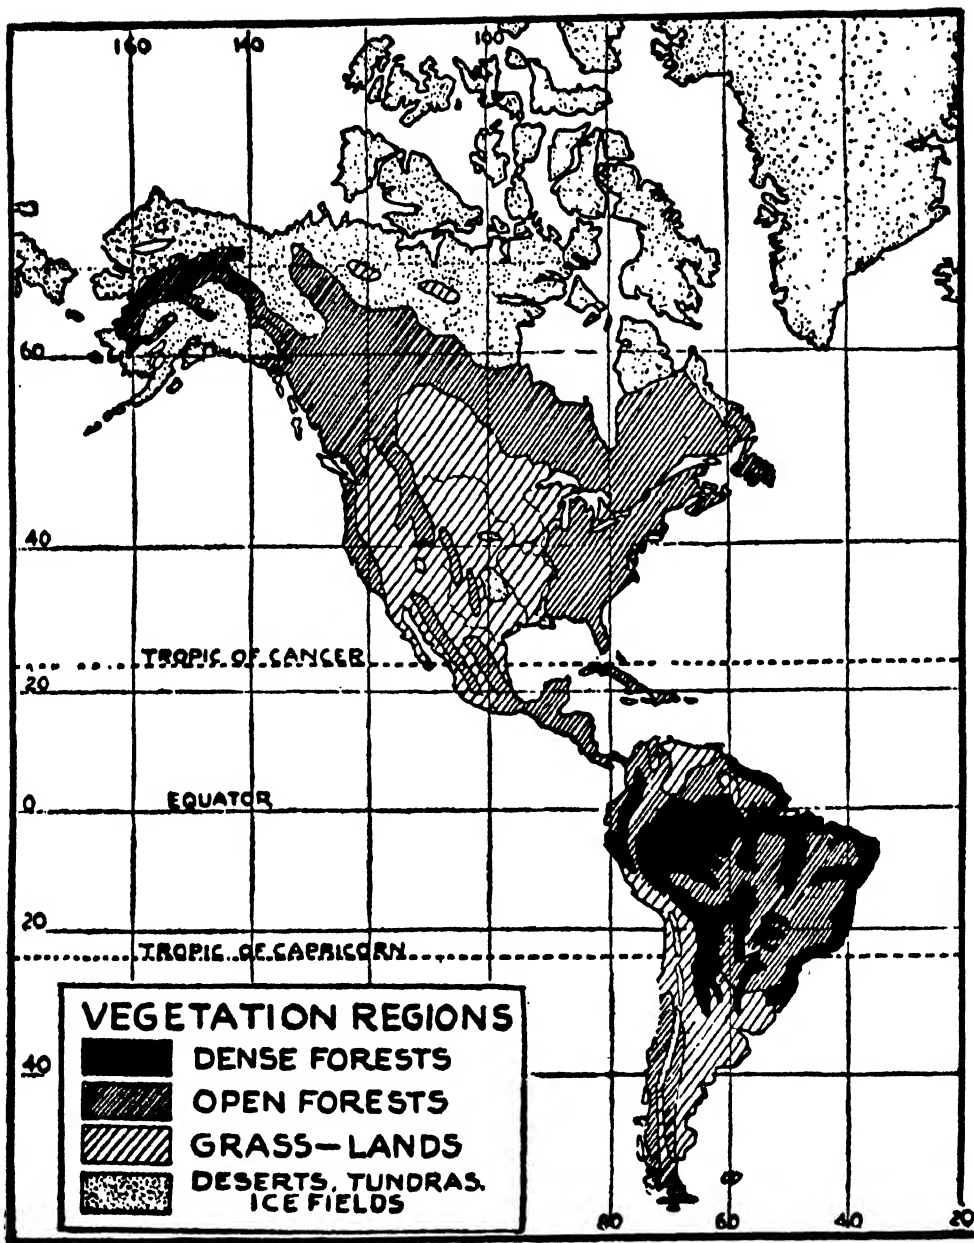 160 140 100
60
40
TROPIC OF CANCER
20
0 EQUATOR
20
TROPIC OF CAPRICORN
40
VEGETATION REGIONS
DENSE FORESTS
OPEN FORESTS
GRASS-LANDS
DESERTS, TUNDRAS,
ICE FIELDS
80 60 40 20